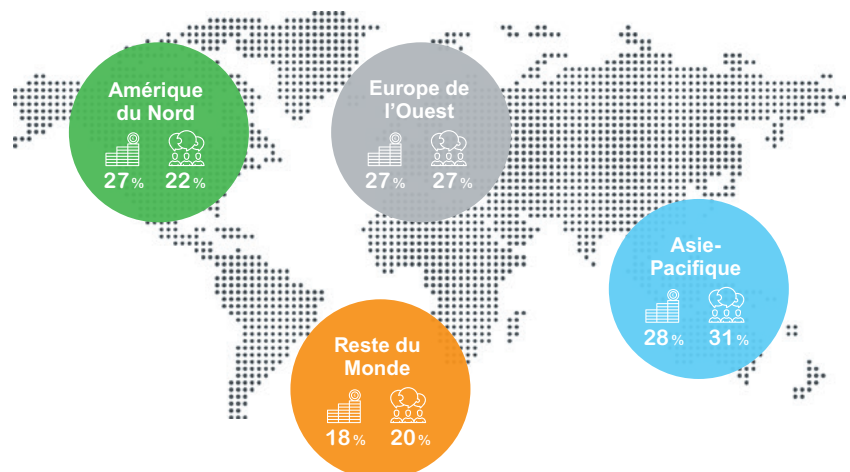 Amérique
du Nord
27% 22%
Europe de
l’Ouest
27% 27%
Asie-
Pacifique
28% 31%
Reste du
Monde
18% 20%